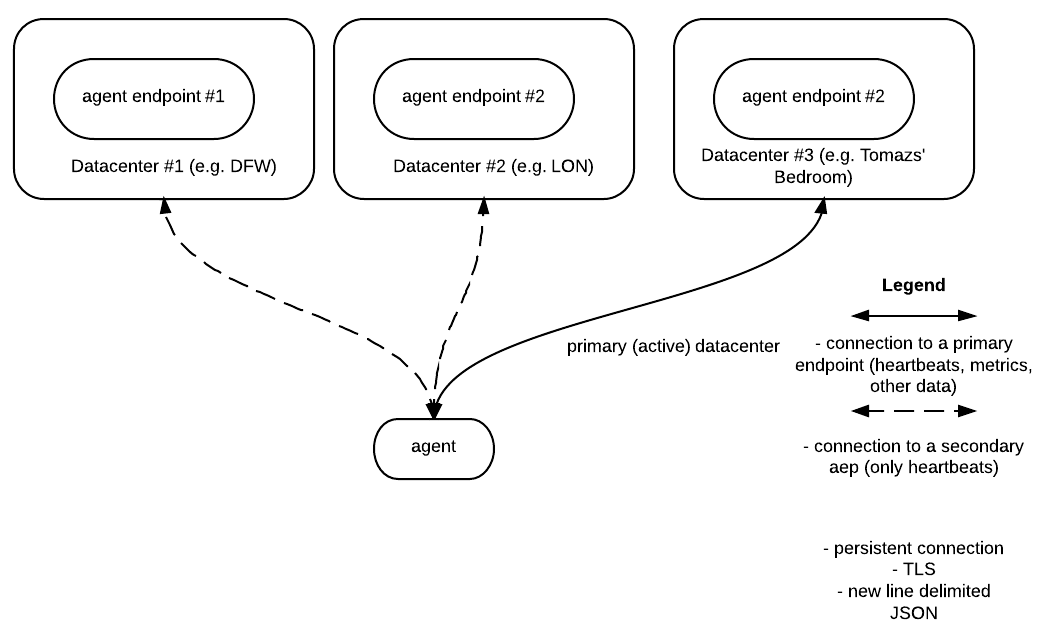 agent endpoint #1
Datacenter #1 (e.g. DFW)
agent endpoint #2
Datacenter #2 (e.g. LON)
agent endpoint #2
Datacenter #3 (e.g. Tomazs'
Bedroom)
primary (active) datacenter
agent
Legend
- connection to a primary
endpoint (heartbeats, metrics,
other data)
- connection to a secondary
aep (only heartbeats)
- persistent connection
- TLS
- new line delimited
JSON